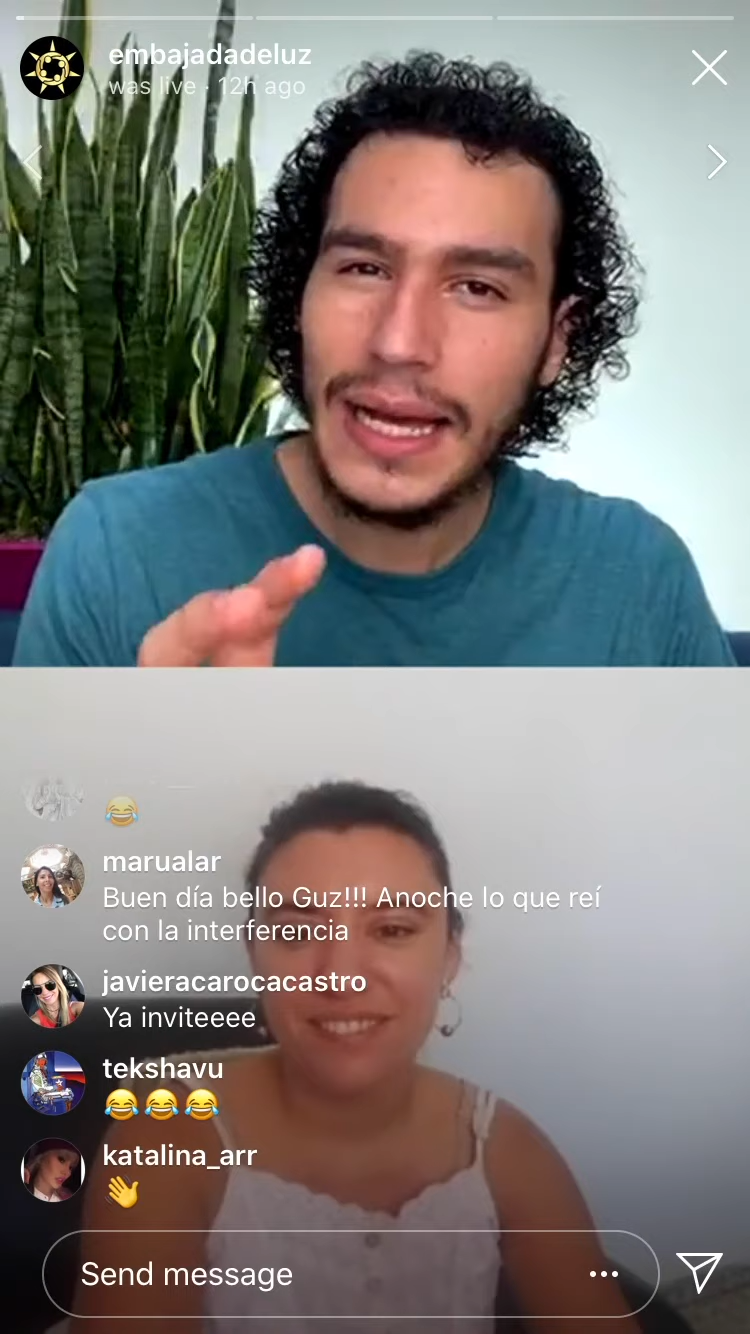 embajadadeluz
was live · 12h ago
😂
marualar
Buen día bello Guz!!! Anoche lo que reí
con la interferencia
javieracarocacastro
Ya inviteeee
tekshavu
😂😂😂
katalina_arr
👋
Send message